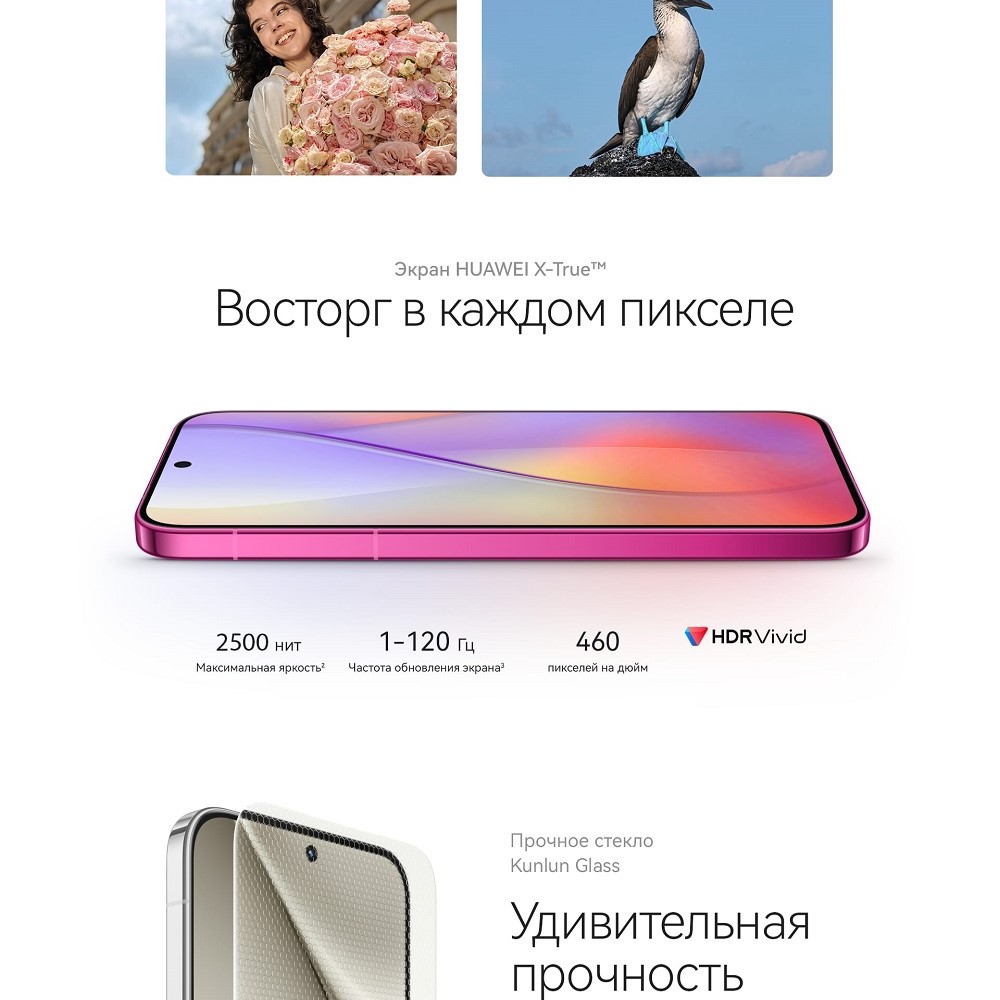 Экран HUAWEI X-True™
Восторг в каждом пикселе
2500 нит
Максимальная яркость²
1-120 Гц
Частота обновления экрана³
460
пикселей на дюйм
HDR Vivid
Прочное стекло
Kunlun Glass
Удивительная
прочность